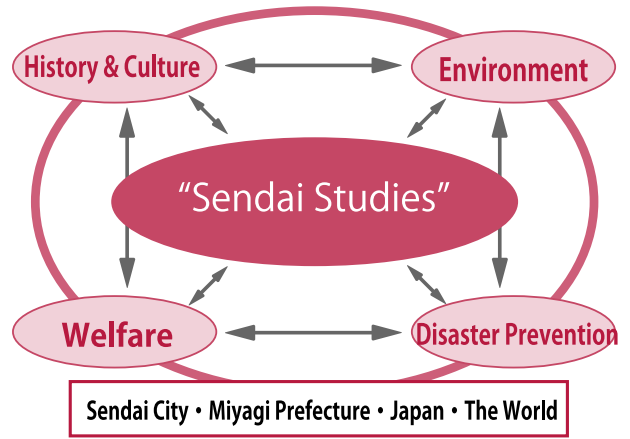 History & Culture
Environment
“Sendai Studies”
Welfare
Disaster Prevention
Sendai City・Miyagi Prefecture・Japan・The World